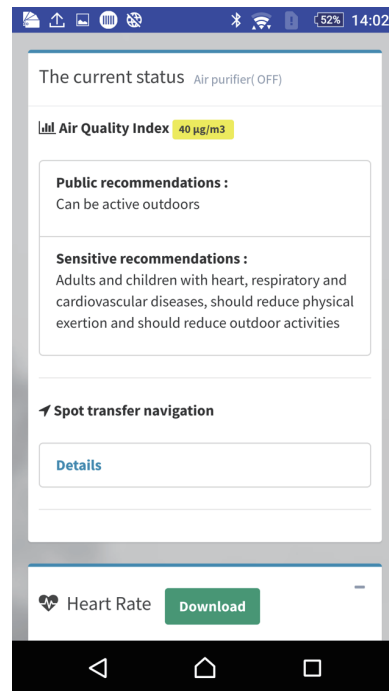 52% 14:02
The current status Air purifier( OFF)
Air Quality Index 40 μg/m3
Public recommendations :
Can be active outdoors
Sensitive recommendations :
Adults and children with heart, respiratory and
cardiovascular diseases, should reduce physical
exertion and should reduce outdoor activities
Spot transfer navigation
Details
Heart Rate Download